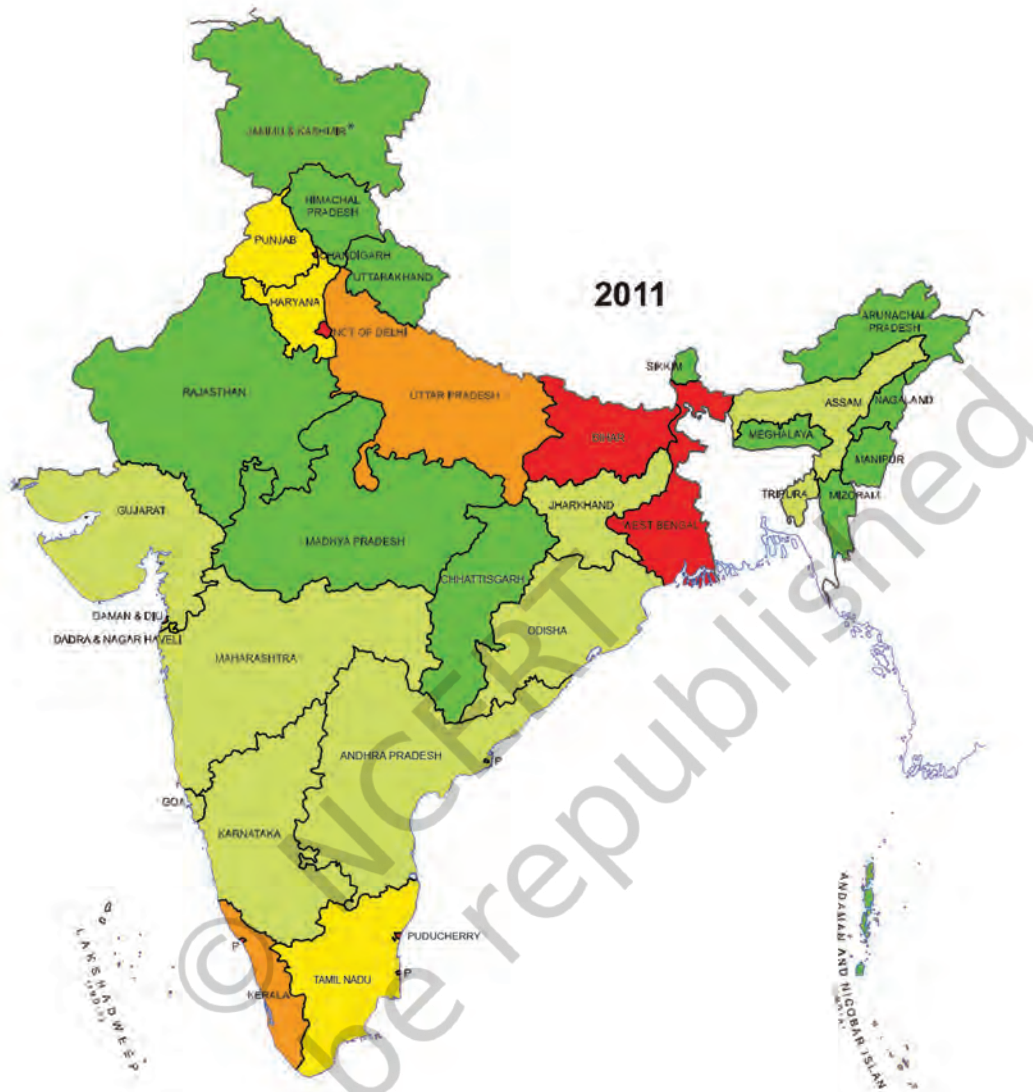 JAMMU & KASHMIR*
HIMACHAL
PRADESH
PUNJAB
CHANDIGARH
UTTARAKHAND
HARYANA
2011
NCT OF DELHI
ARUNACHAL
PRADESH
SIKKIM
RAJASTHAN
UTTAR PRADESH
ASSAM
NAGALAND
BIHAR
MEGHALAYA
MANIPUR
GUJARAT
JHARKHAND
TRIPURA
MIZORAM
WEST BENGAL
MADHYA PRADESH
CHHATTISGARH
DAMAN & DIU
DADRA & NAGAR HAVELI
ODISHA
MAHARASHTRA
ANDHRA PRADESH
P
GOA
KARNATAKA
PUDUCHERRY
P
P
TAMIL NADU
KERALA
LAKSHADWEEP
(INDIA)
ANDAMAN AND NICOBAR ISLAN
© NCERT
be republished